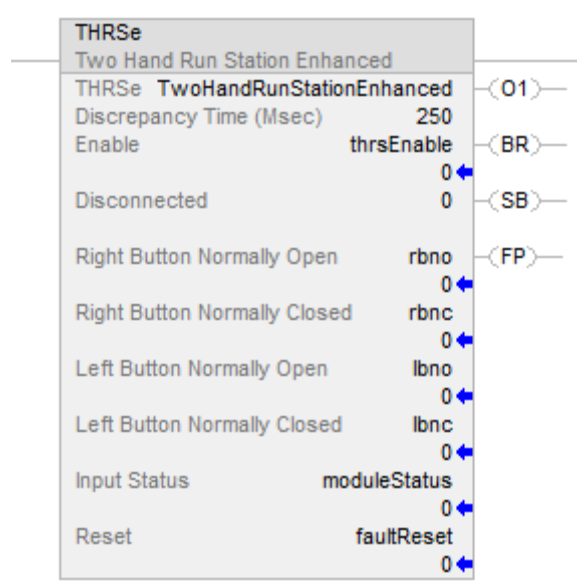 THRSe
Two Hand Run Station Enhanced
THRSe TwoHandRunStationEnhanced (O1)
Discrepancy Time (Msec) 250
Enable thrsEnable (BR)
0
Disconnected 0 (SB)
Right Button Normally Open rbno (FP)
0
Right Button Normally Closed rbnc
0
Left Button Normally Open lbno
0
Left Button Normally Closed lbnc
0
Input Status moduleStatus
0
Reset faultReset
0